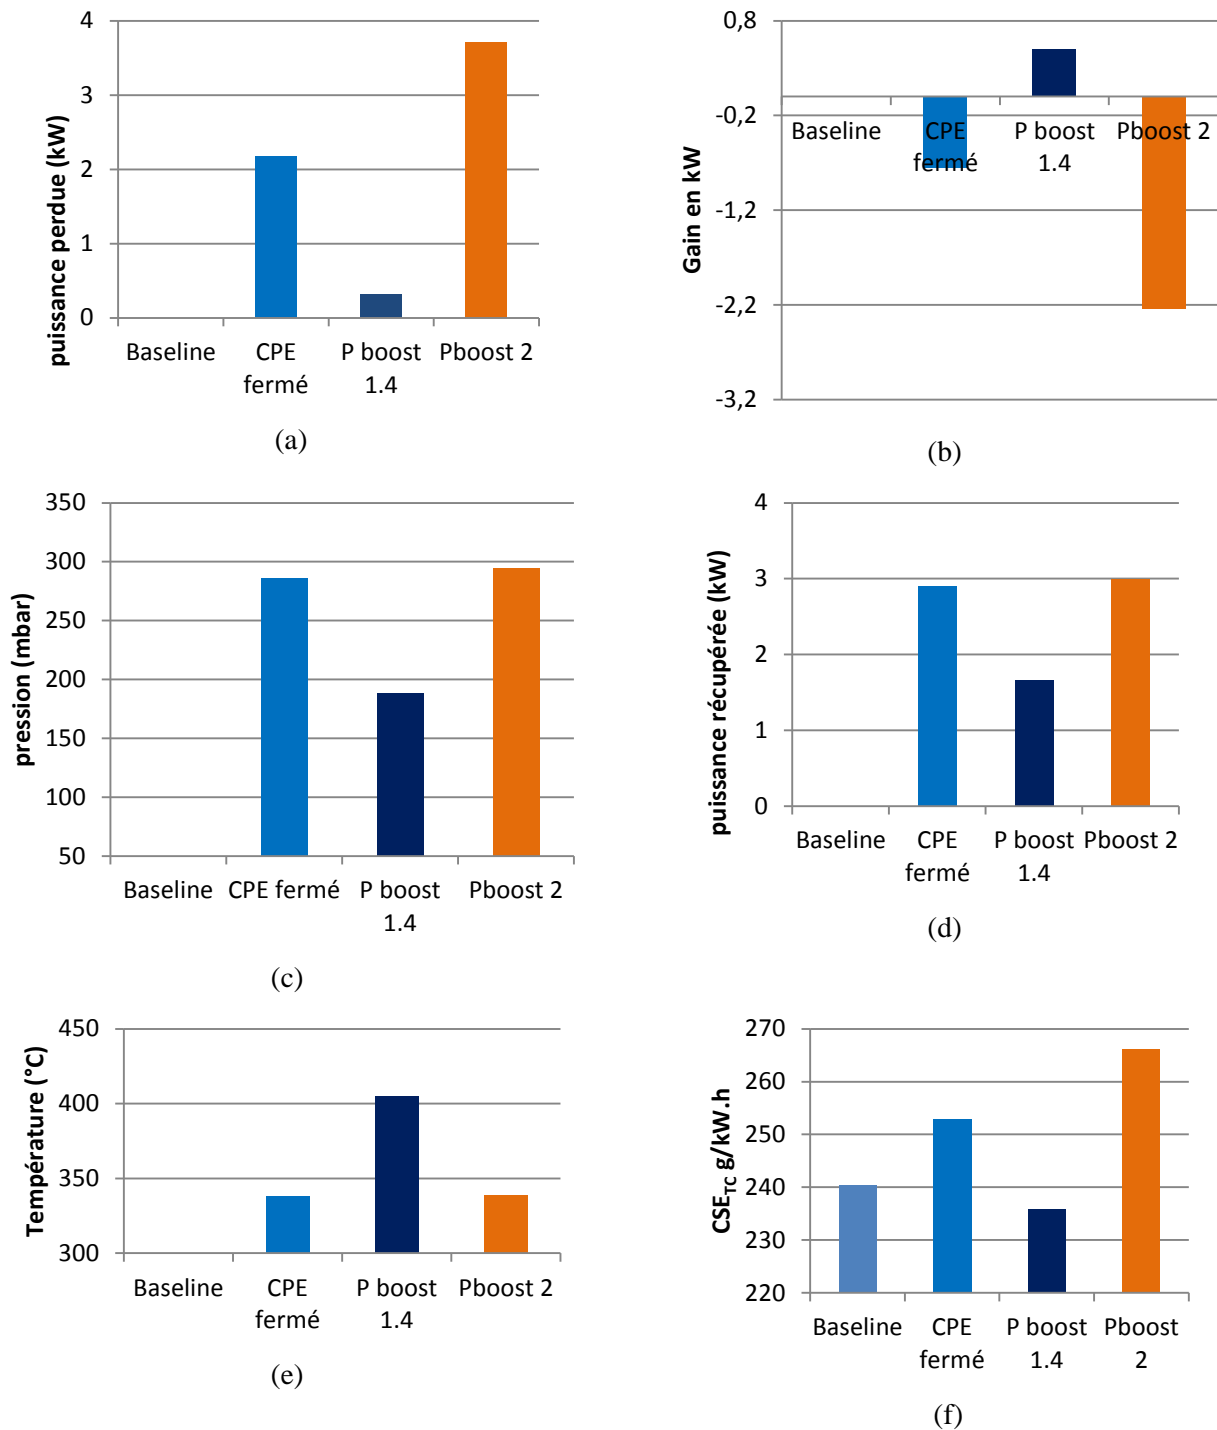 puissance perdue (kW)
4
3
2
1
0
Baseline
CPE
fermé
P boost
1.4
Pboost 2
(a)
Gain en kW
0,8
-0,2
-1,2
-2,2
-3,2
Baseline
CPE
fermé
P boost
1.4
Pboost 2
(b)
pression (mbar)
350
300
250
200
150
100
50
Baseline
CPE fermé
P boost
1.4
Pboost 2
(c)
puissance récupérée (kW)
4
3
2
1
0
Baseline
CPE
fermé
P boost
1.4
Pboost 2
(d)
Température (°C)
450
400
350
300
Baseline
CPE
fermé
P boost
1.4
Pboost 2
(e)
CSE_TC g/kW.h
270
260
250
240
230
220
Baseline
CPE
fermé
P boost
1.4
Pboost
2
(f)